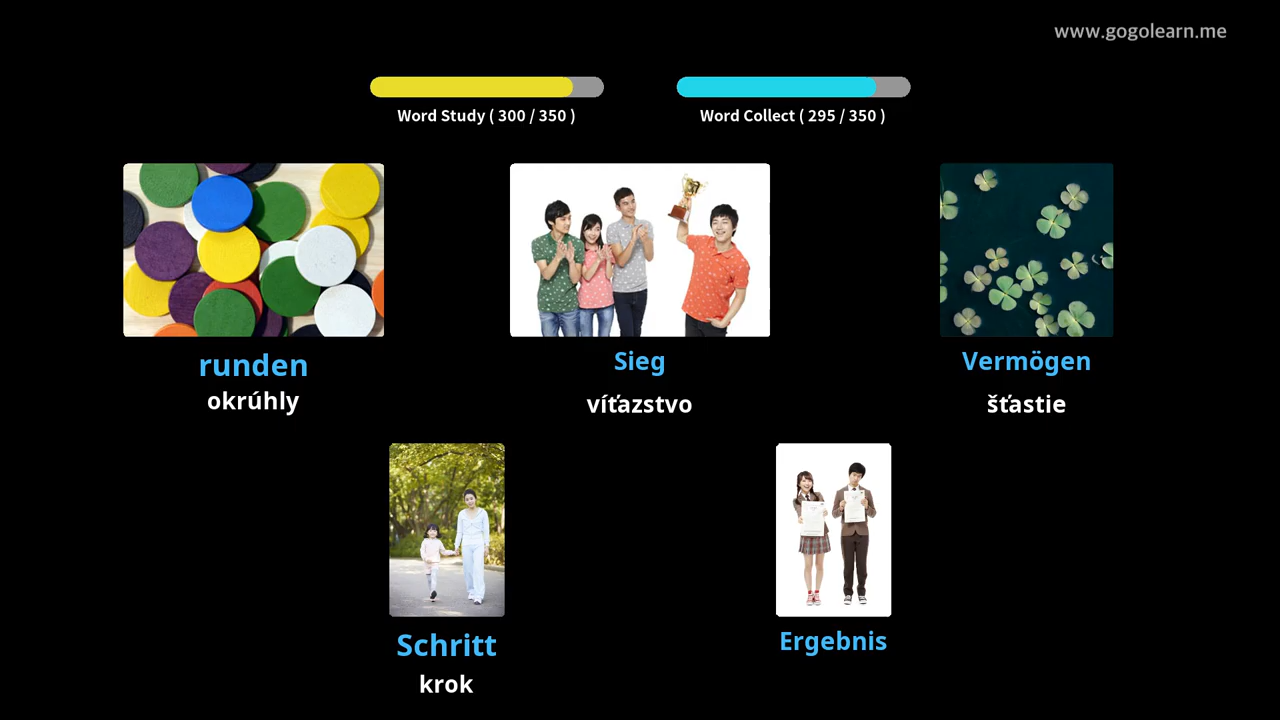 www.gogolearn.me
Word Study ( 300 / 350 )
Word Collect ( 295 / 350 )
runden
okrúhly
Sieg
víťazstvo
Vermögen
šťastie
Schritt
krok
Ergebnis